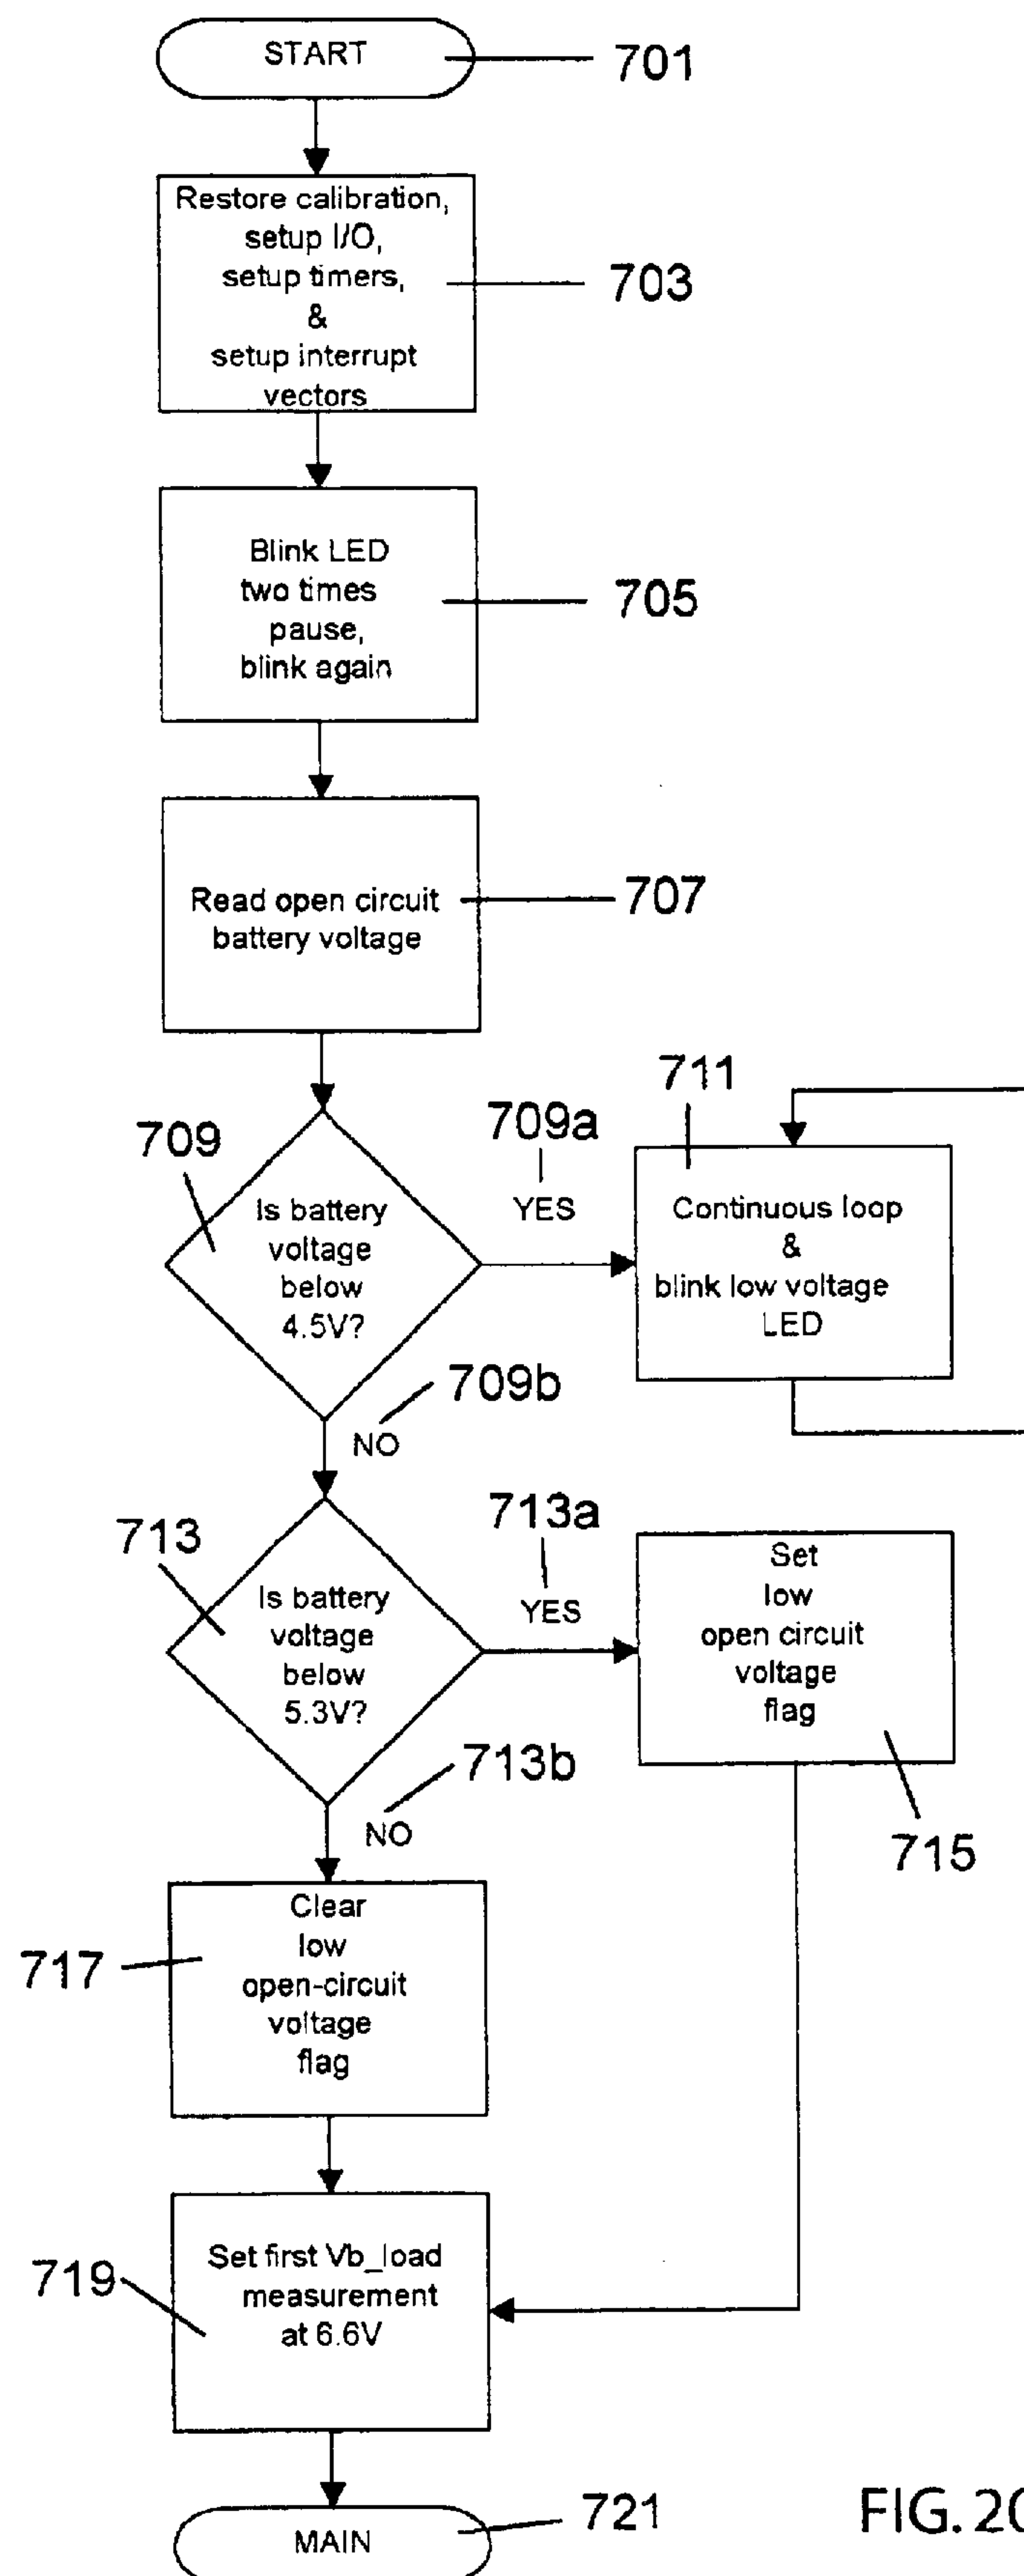 START
701
Restore calibration,
setup I/O,
setup timers,
&
setup interrupt
vectors
703
Blink LED
two times
pause,
blink again
705
Read open circuit
battery voltage
707
709
Is battery
voltage
below
4.5V?
709a
YES
711
Continuous loop
&
blink low voltage
LED
709b
NO
713
Is battery
voltage
below
5.3V?
713a
YES
Set
low
open circuit
voltage
flag
715
713b
NO
717
Clear
low
open-circuit
voltage
flag
719
Set first Vb_load
measurement
at 6.6V
MAIN
721
FIG. 20